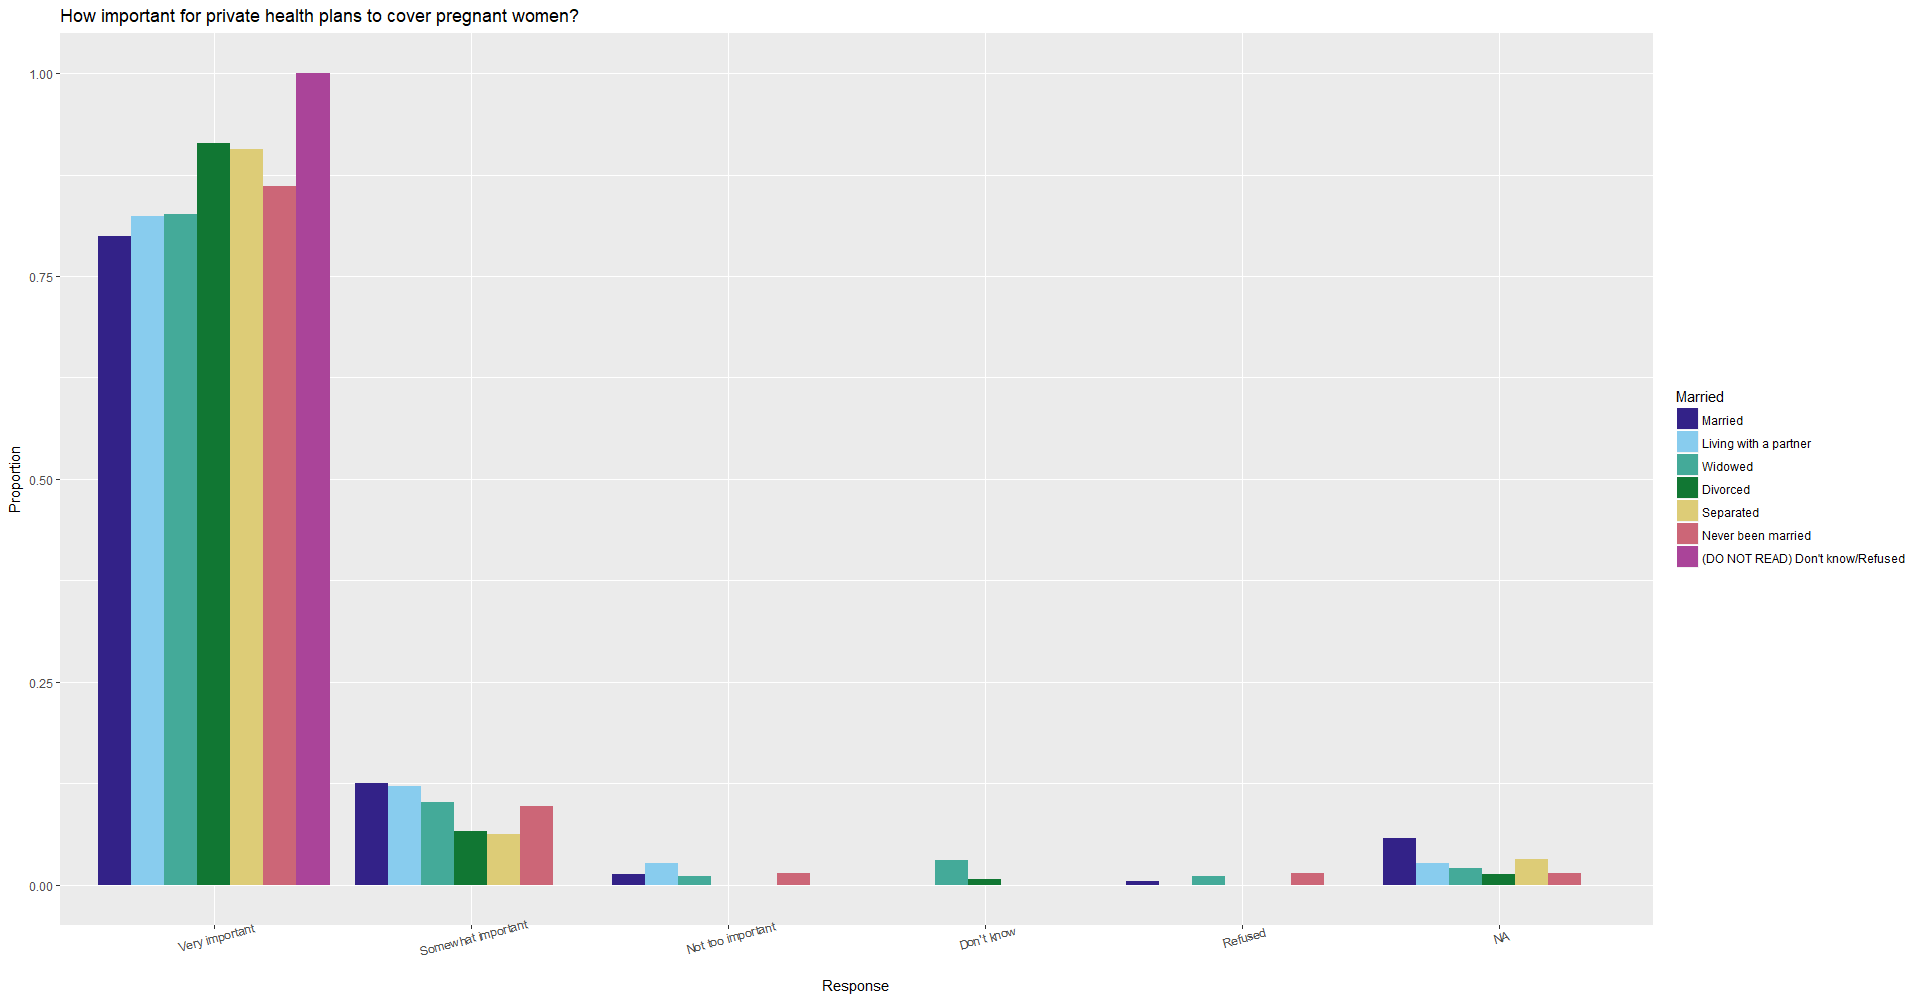 How important for private health plans to cover pregnant women?
1.00
0.75
0.50
0.25
0.00
Proportion
Very important
Somewhat important
Not too important
Don't know
Refused
NA
Response
Married
Married
Living with a partner
Widowed
Divorced
Separated
Never been married
(DO NOT READ) Don't know/Refused